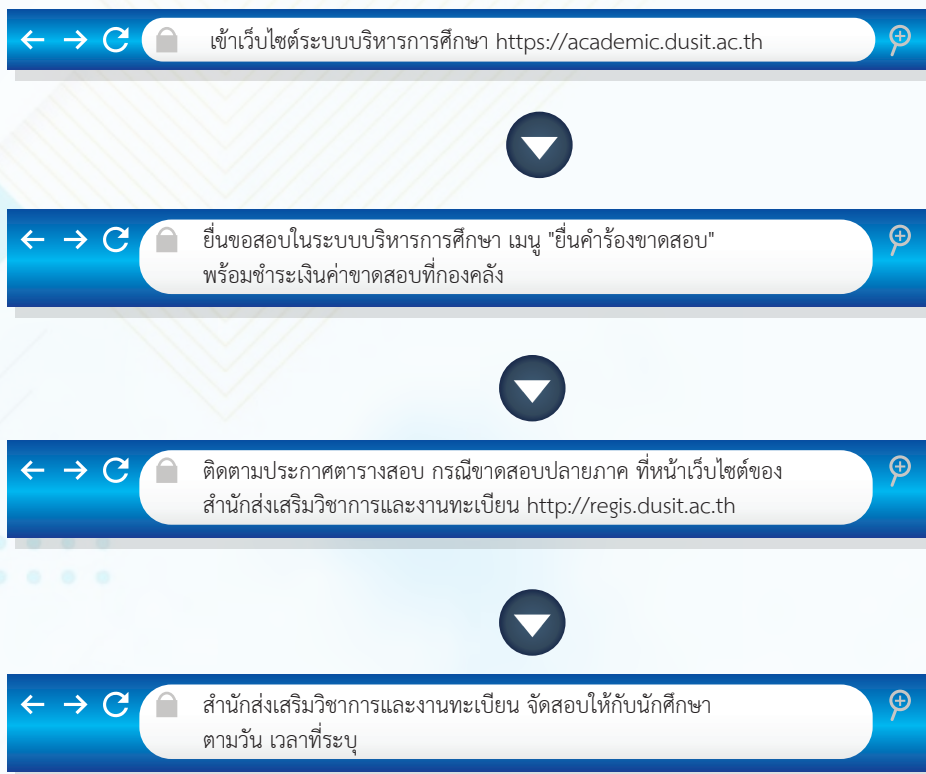 เข้าเว็บไซต์ระบบบริหารการศึกษา https://academic.dusit.ac.th
ยื่นขอสอบในระบบบริหารการศึกษา เมนู "ยื่นคำร้องขาดสอบ"
พร้อมชำระเงินค่าขาดสอบที่กองคลัง
ติดตามประกาศตารางสอบ กรณีขาดสอบปลายภาค ที่หน้าเว็บไซต์ของ
สำนักส่งเสริมวิชาการและงานทะเบียน http://regis.dusit.ac.th
สำนักส่งเสริมวิชาการและงานทะเบียน จัดสอบให้กับนักศึกษา
ตามวัน เวลาที่ระบุ